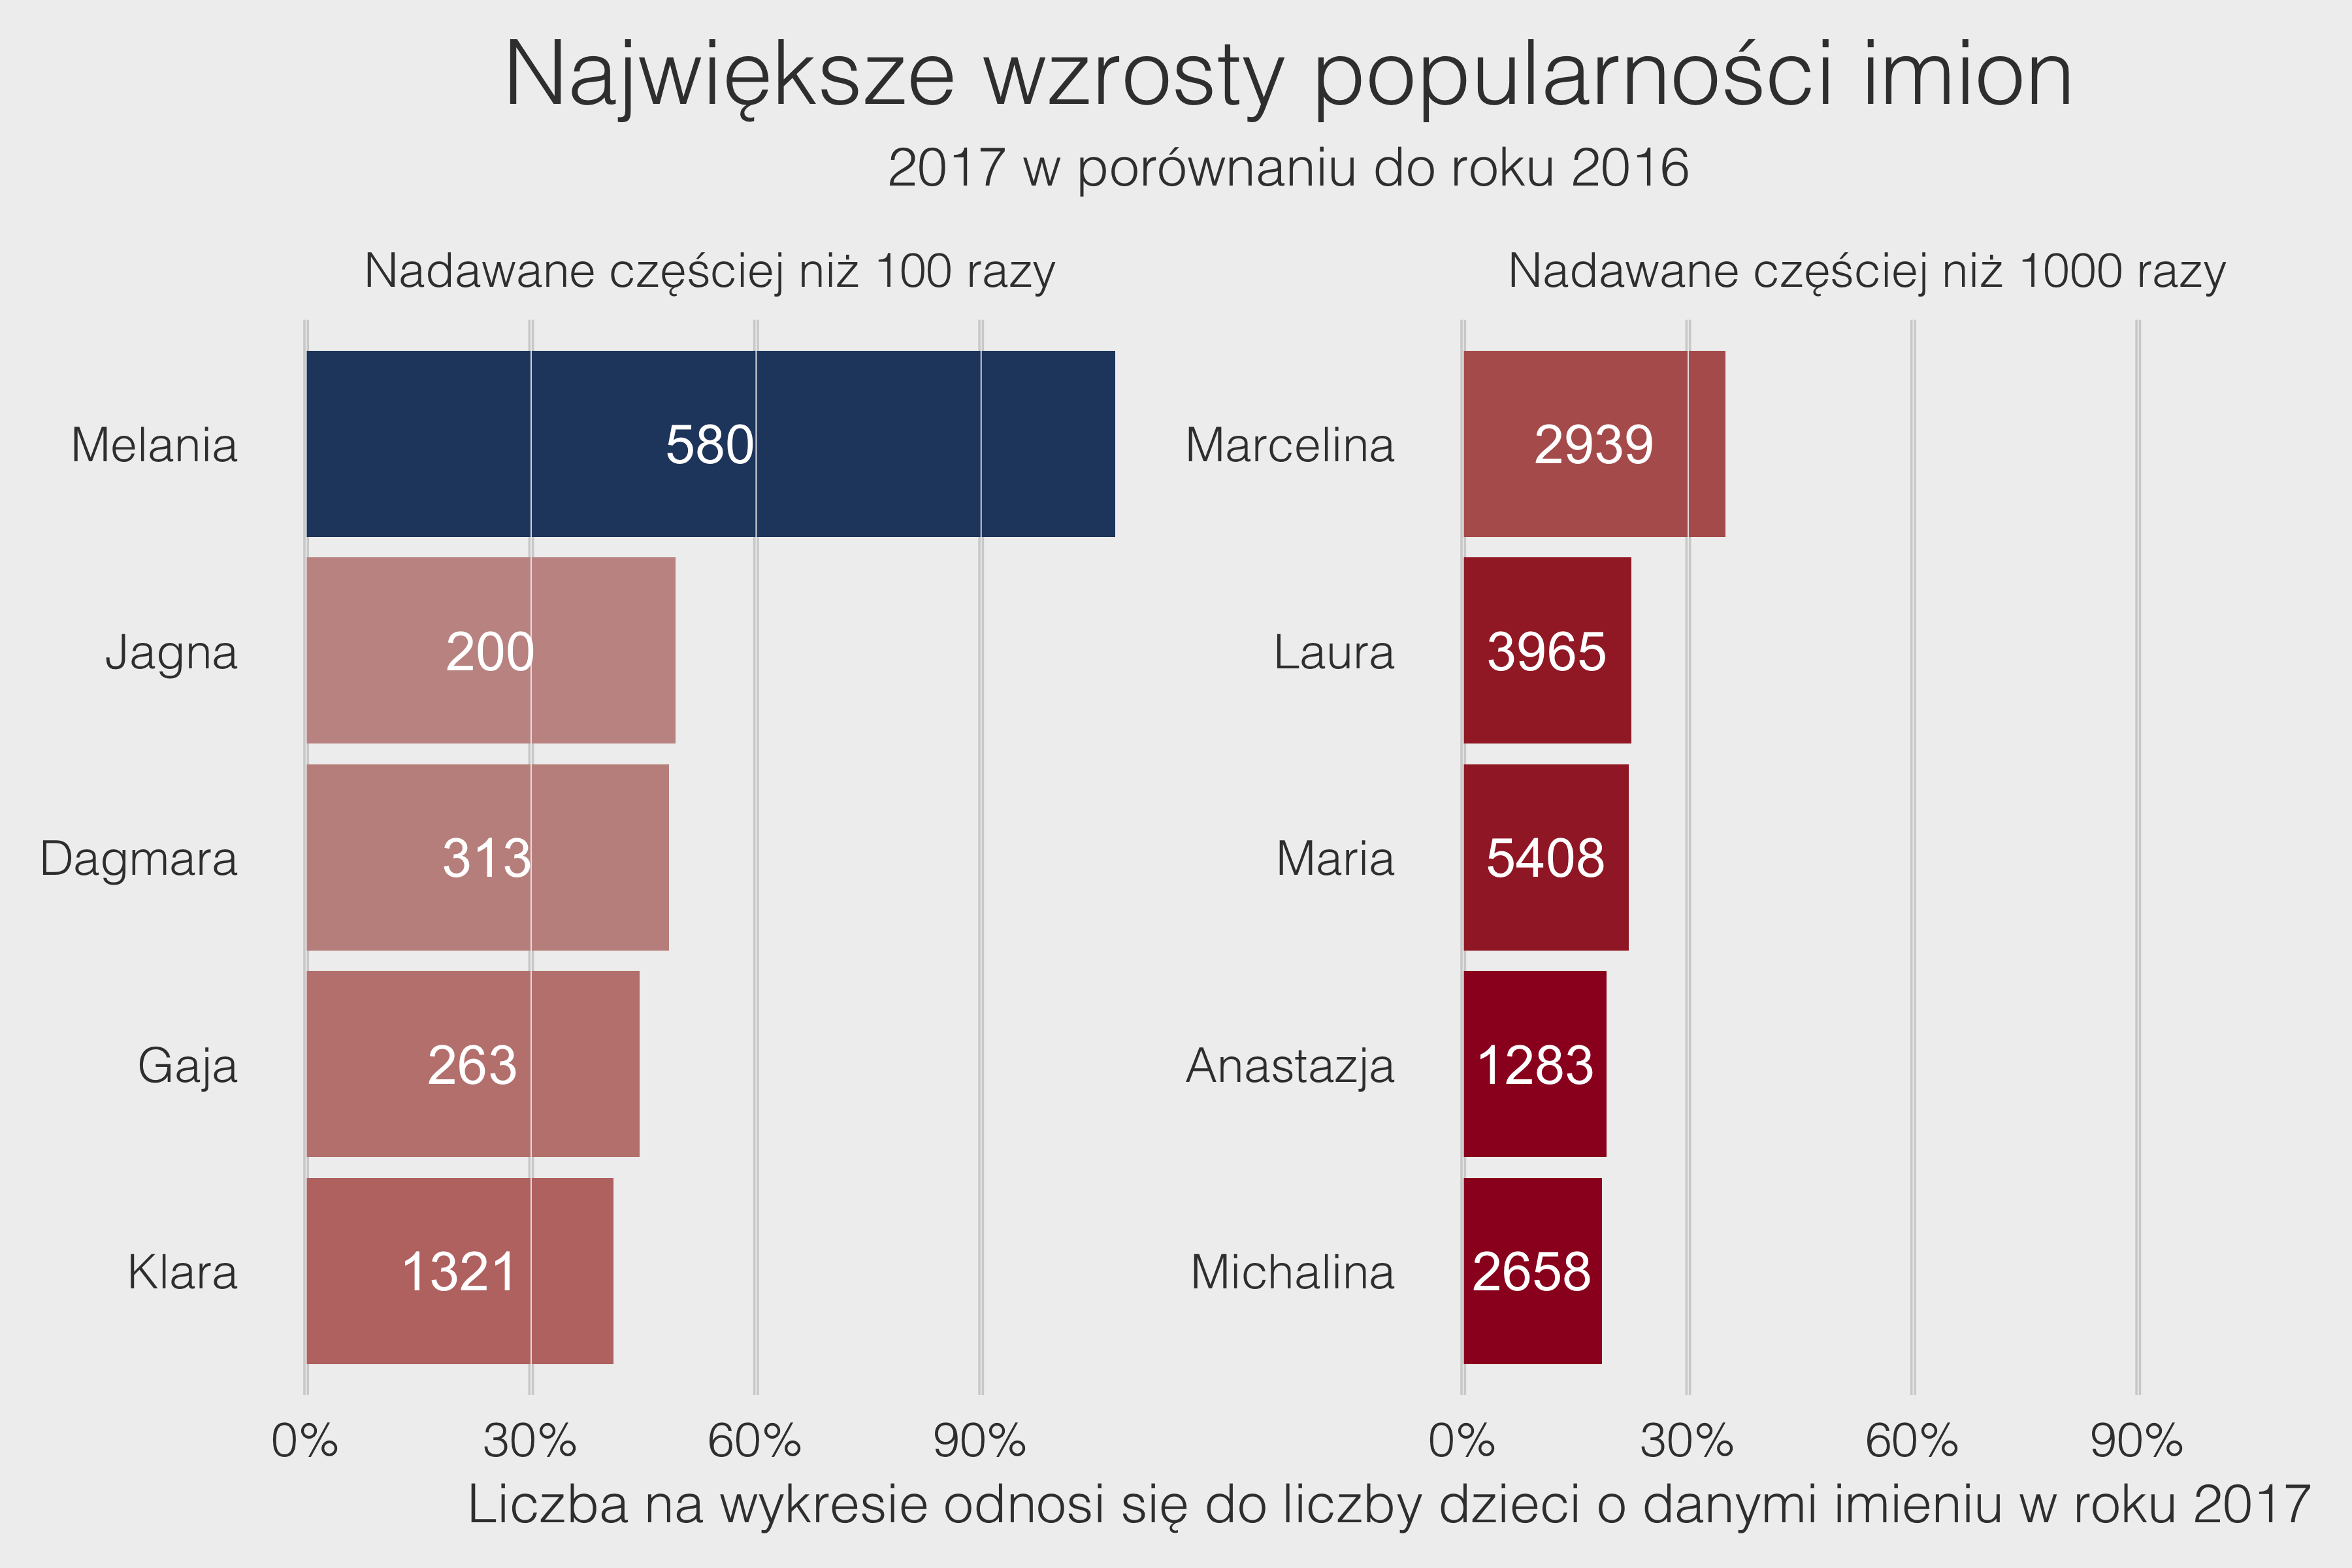 Największe wzrosty popularności imion
2017 w porównaniu do roku 2016
Nadawane częściej niż 100 razy
Melania
580
Jagna
200
Dagmara
313
Gaja
263
Klara
1321
0%
30%
60%
90%
Nadawane częściej niż 1000 razy
Marcelina
2939
Laura
3965
Maria
5408
Anastazja
1283
Michalina
2658
0%
30%
60%
90%
Liczba na wykresie odnosi się do liczby dzieci o danymi imieniu w roku 2017